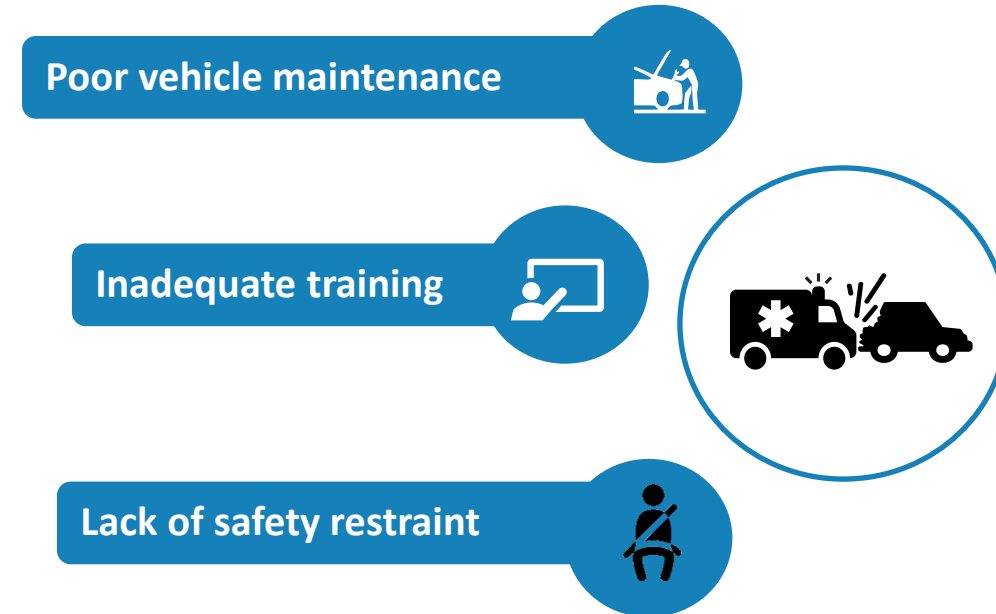 Poor vehicle maintenance
Inadequate training
Lack of safety restraint